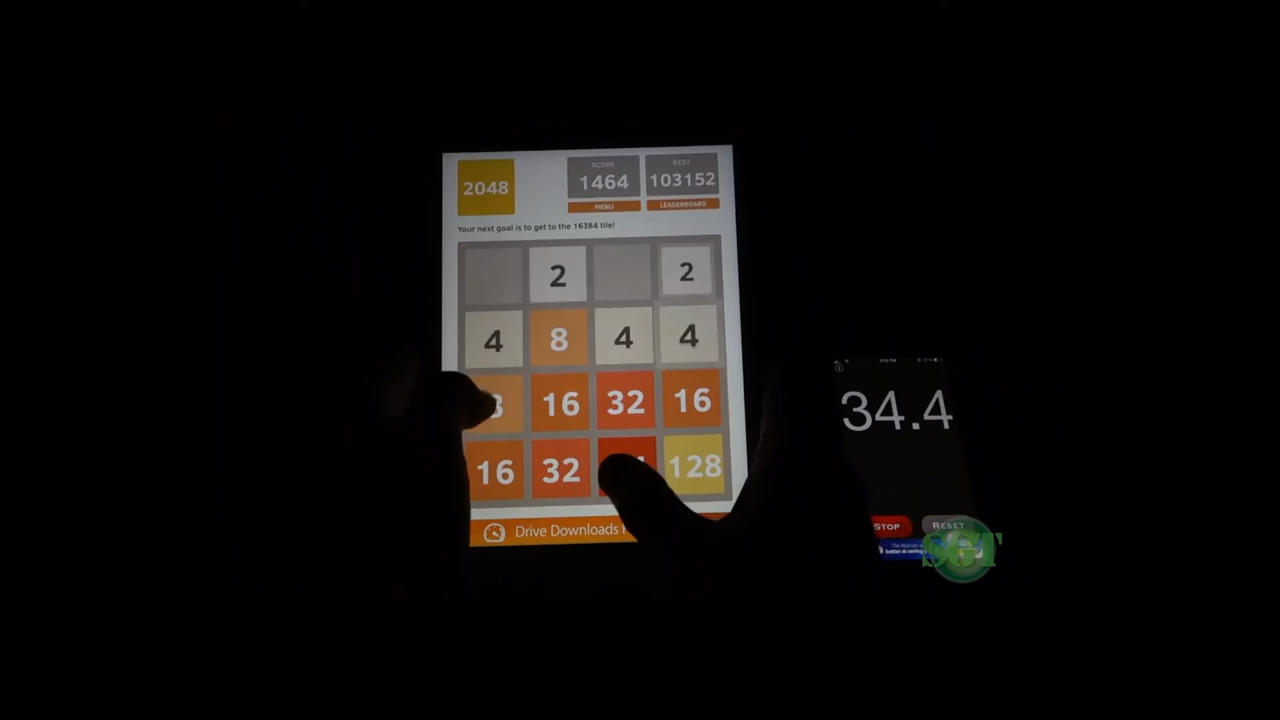 2048
SCORE
1464
BEST
103152
MENU
LEADERBOARD
Your next goal is to get to the 16384 tile!
2
2
4
8
4
4
16
32
16
16
32
128
Drive Downloads
34.4
STOP
RESET
SGT